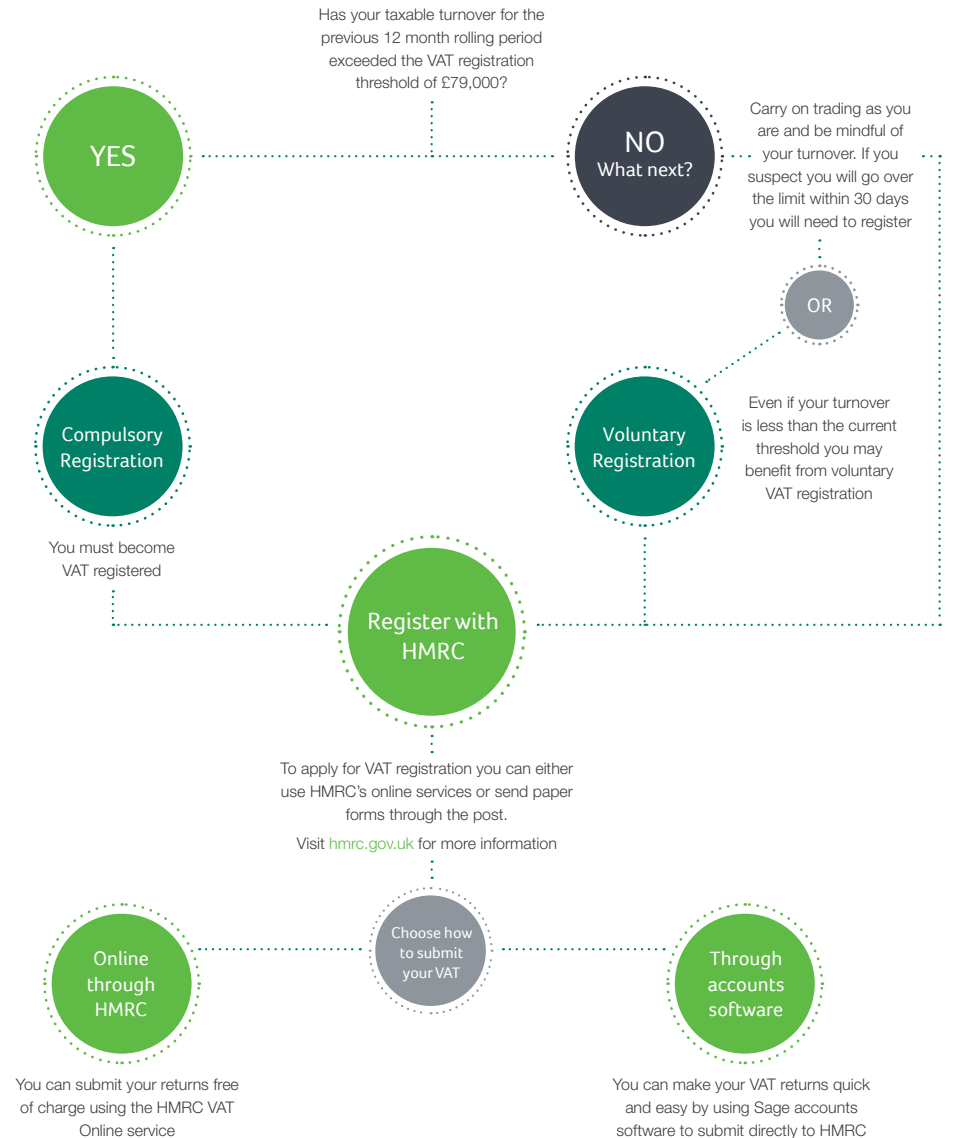 Has your taxable turnover for the
previous 12 month rolling period
exceeded the VAT registration
threshold of £79,000?
YES
NO
What next?
Carry on trading as you
are and be mindful of
your turnover. If you
suspect you will go over
the limit within 30 days
you will need to register
OR
Compulsory
Registration
Voluntary
Registration
Even if your turnover
is less than the current
threshold you may
benefit from voluntary
VAT registration
You must become
VAT registered
Register with
HMRC
To apply for VAT registration you can either
use HMRC’s online services or send paper
forms through the post.
Visit hmrc.gov.uk for more information
Choose how
to submit
your VAT
Online
through
HMRC
Through
accounts
software
You can submit your returns free
of charge using the HMRC VAT
Online service
You can make your VAT returns quick
and easy by using Sage accounts
software to submit directly to HMRC